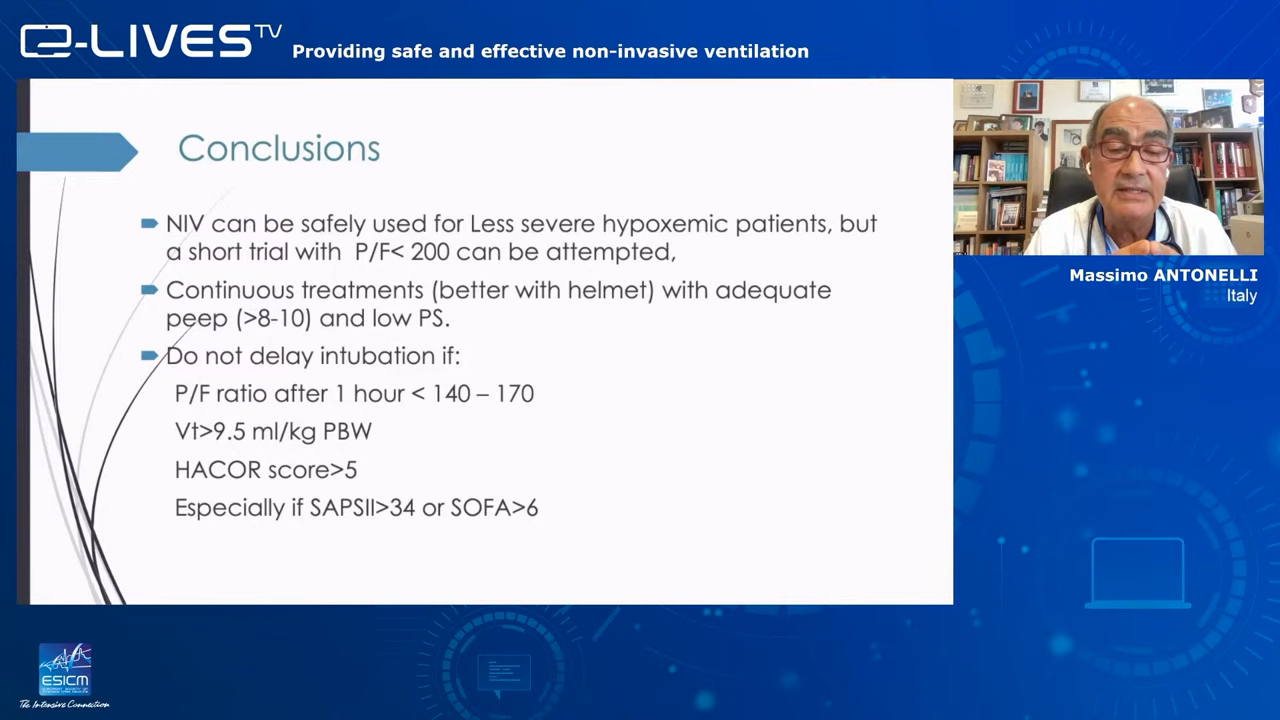 e-LIVES TV
Providing safe and effective non-invasive ventilation
Conclusions
NIV can be safely used for Less severe hypoxemic patients, but
a short trial with P/F< 200 can be attempted,
Continuous treatments (better with helmet) with adequate
peep (>8-10) and low PS.
Do not delay intubation if:
P/F ratio after 1 hour < 140 – 170
Vt>9.5 ml/kg PBW
HACOR score>5
Especially if SAPSII>34 or SOFA>6
Massimo ANTONELLI
Italy
ESICM
The Intensive Connection